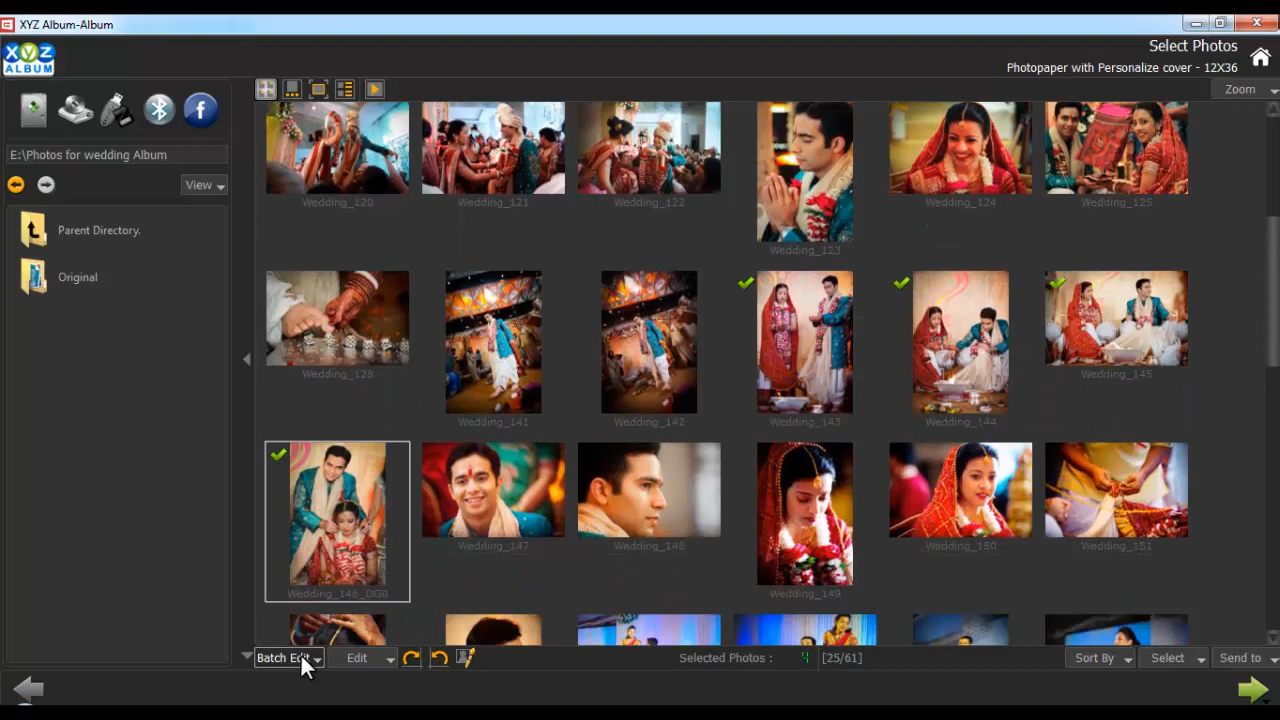 XYZ Album-Album
XYZ
ALBUM
Select Photos
Photopaper with Personalize cover - 12X36
Zoom
E:\Photos for wedding Album
View
Parent Directory.
Original
Wedding_120
Wedding_121
Wedding_122
Wedding_123
Wedding_124
Wedding_125
Wedding_128
Wedding_141
Wedding_142
Wedding_143
Wedding_144
Wedding_145
Wedding_146_DG0
Wedding_147
Wedding_148
Wedding_149
Wedding_150
Wedding_151
Batch Edit
Edit
Selected Photos : 4 [25/61]
Sort By
Select
Send to